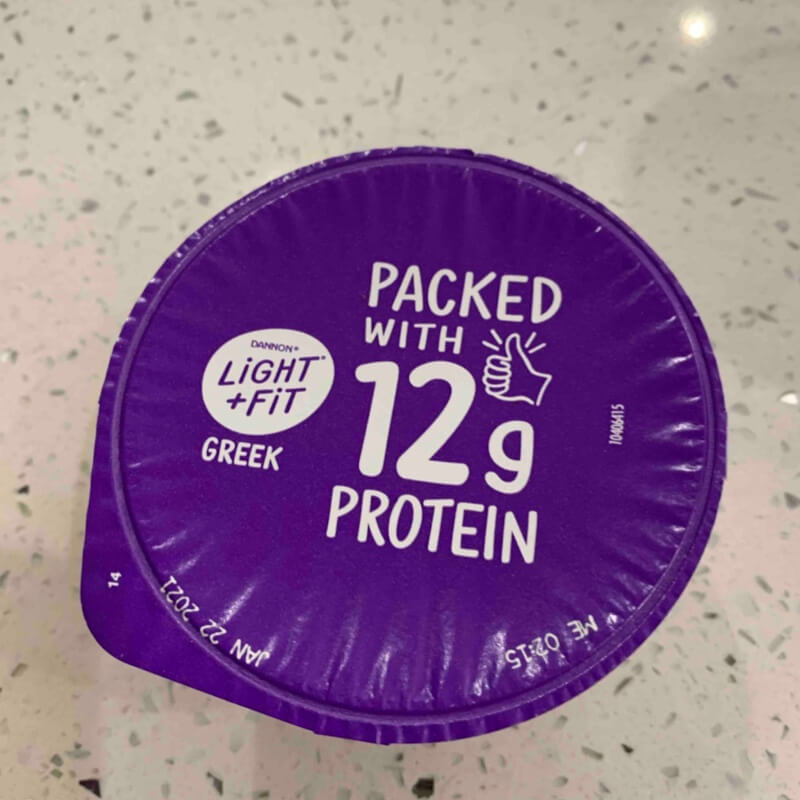 DANNON®
LiGHT®
+FiT
GREEK
PACKED
WITH
12g
PROTEIN
10406415
14
JAN 22 2021
ME 02:15